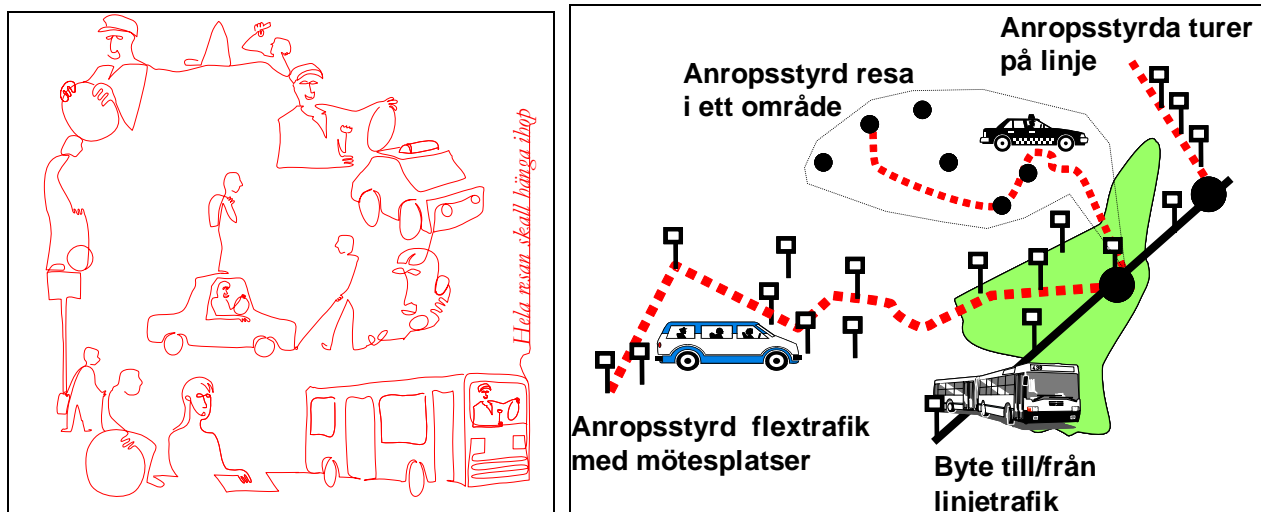 Hela resan skall hänga ihop
Anropsstyrda turer
på linje
Anropsstyrd resa
i ett område
Anropsstyrd flextrafik
med mötesplatser
Byte till/från
linjetrafik